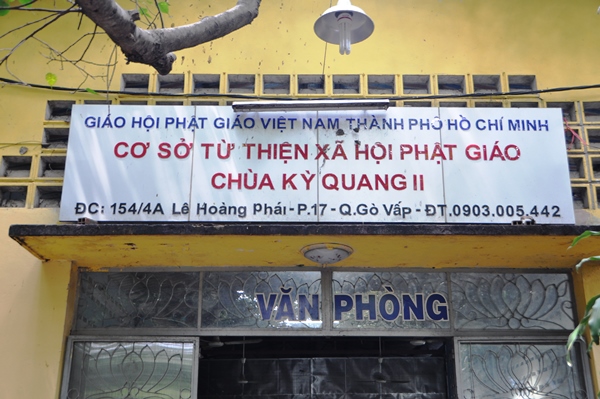 GIÁO HỘI PHẬT GIÁO VIỆT NAM THÀNH PHỐ HỒ CHÍ MINH
CƠ SỞ TỪ THIỆN XÃ HỘI PHẬT GIÁO
CHÙA KỲ QUANG II
ĐC: 154/4A Lê Hoàng Phái-P.17-Q.Gò Vấp-ĐT.0903.005.442
VĂN PHÒNG